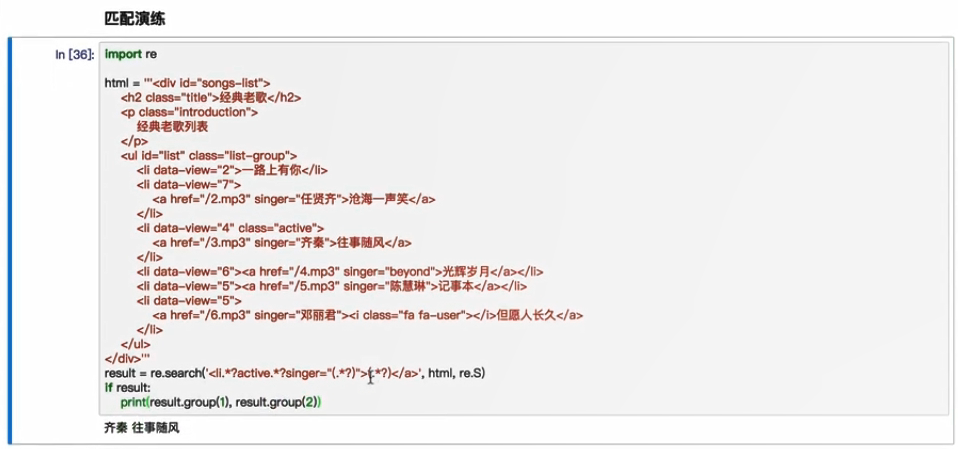 匹配演练
In [36]: import re
html = '''<div id="songs-list">
<h2 class="title">经典老歌</h2>
<p class="introduction">
经典老歌列表
</p>
<ul id="list" class="list-group">
<li data-view="2">一路上有你</li>
<li data-view="7">
<a href="/2.mp3" singer="任贤齐">沧海一声笑</a>
</li>
<li data-view="4" class="active">
<a href="/3.mp3" singer="齐秦">往事随风</a>
</li>
<li data-view="6"><a href="/4.mp3" singer="beyond">光辉岁月</a></li>
<li data-view="5"><a href="/5.mp3" singer="陈慧琳">记事本</a></li>
<li data-view="5">
<a href="/6.mp3" singer="邓丽君"><i class="fa fa-user"></i>但愿人长久</a>
</li>
</ul>
</div>'''
result = re.search('<li.*?active.*?singer="(.*?)">(.*?)</a>', html, re.S)
if result:
print(result.group(1), result.group(2))
齐秦 往事随风